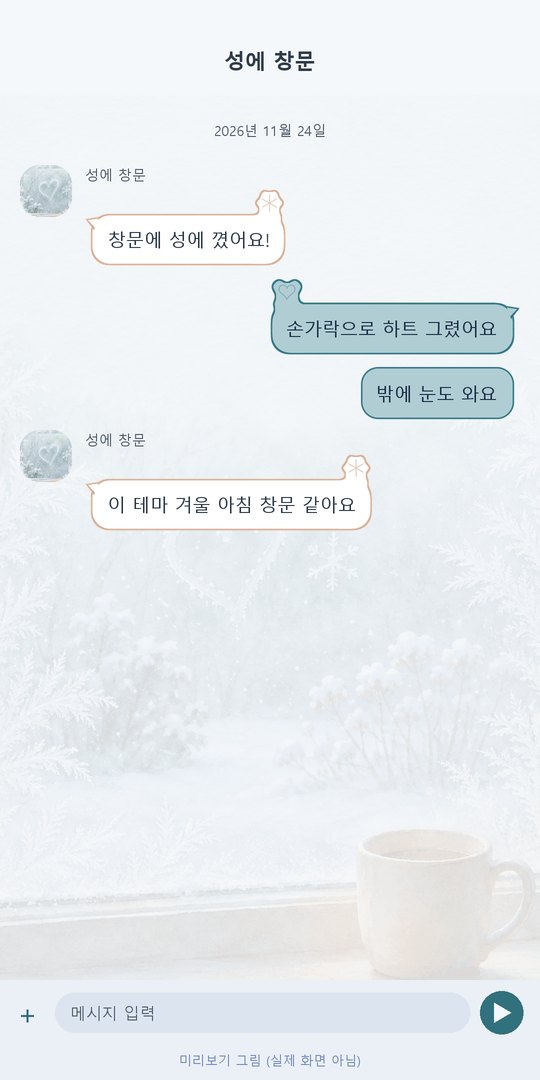 성에 창문
2026년 11월 24일
성에 창문
창문에 성에 꼈어요!
손가락으로 하트 그렸어요
밖에 눈도 와요
성에 창문
이 테마 겨울 아침 창문 같아요
메시지 입력
미리보기 그림 (실제 화면 아님)